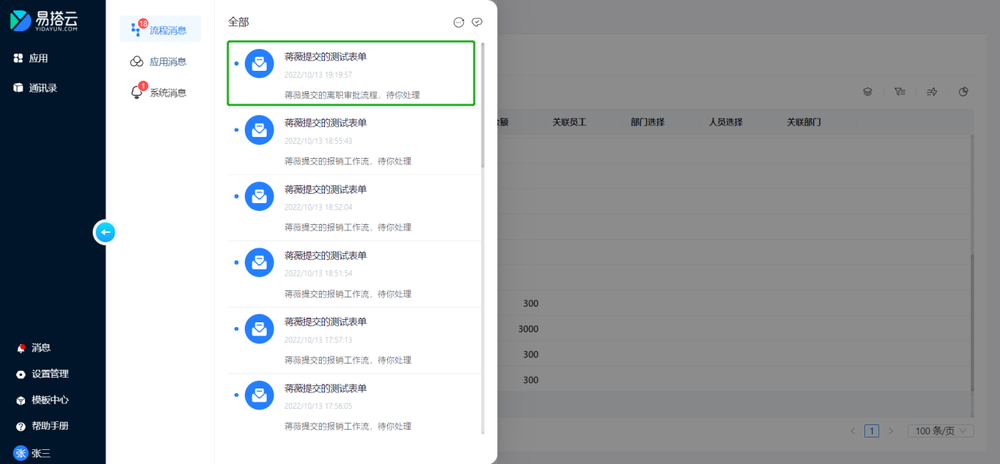 易搭云
YIDAYUN.COM
应用
通讯录
消息
设置管理
模板中心
帮助手册
张 张三
18
流程消息
应用消息
1
系统消息
全部
蒋薇提交的测试表单
2022/10/13 19:19:57
蒋薇提交的离职审批流程，待你处理
蒋薇提交的测试表单
2022/10/13 18:55:43
蒋薇提交的报销工作流，待你处理
蒋薇提交的测试表单
2022/10/13 18:52:04
蒋薇提交的报销工作流，待你处理
蒋薇提交的测试表单
2022/10/13 18:51:54
蒋薇提交的报销工作流，待你处理
蒋薇提交的测试表单
2022/10/13 17:57:13
蒋薇提交的报销工作流，待你处理
蒋薇提交的测试表单
2022/10/13 17:56:05
蒋薇提交的报销工作流，待你处理
额 关联员工 部门选择 人员选择 关联部门
300
3000
300
300
< 1 > 100 条/页